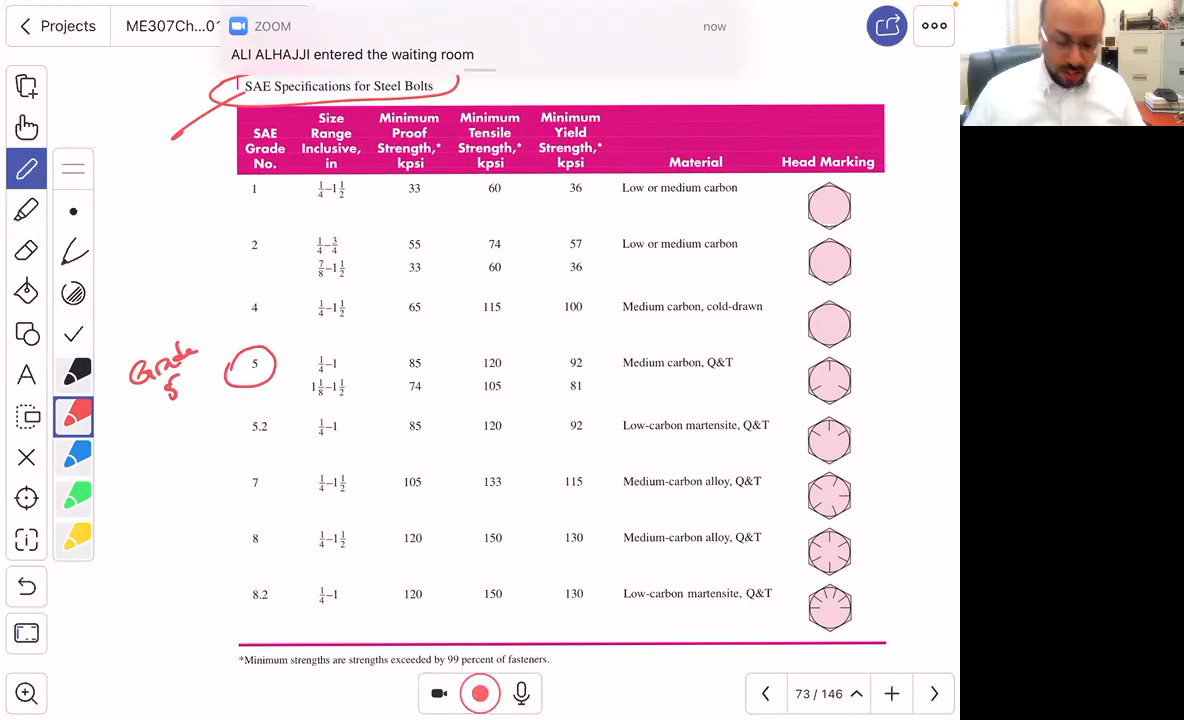 Projects
ME307Ch...01
ZOOM
now
ALI ALHAJJI entered the waiting room
SAE Specifications for Steel Bolts
SAE Grade No. Size Range Inclusive, in Minimum Proof Strength,* kpsi Minimum Tensile Strength,* kpsi Minimum Yield Strength,* kpsi Material Head Marking
1 1/4–1 1/2 33 60 36 Low or medium carbon
2 1/4–3/4 55 74 57 Low or medium carbon
7/8–1 1/2 33 60 36
4 1/4–1 1/2 65 115 100 Medium carbon, cold-drawn
Grade
5
5 1/4–1 85 120 92 Medium carbon, Q&T
1 1/8–1 1/2 74 105 81
5.2 1/4–1 85 120 92 Low-carbon martensite, Q&T
7 1/4–1 1/2 105 133 115 Medium-carbon alloy, Q&T
8 1/4–1 1/2 120 150 130 Medium-carbon alloy, Q&T
8.2 1/4–1 120 150 130 Low-carbon martensite, Q&T
*Minimum strengths are strengths exceeded by 99 percent of fasteners.
A
73 / 146